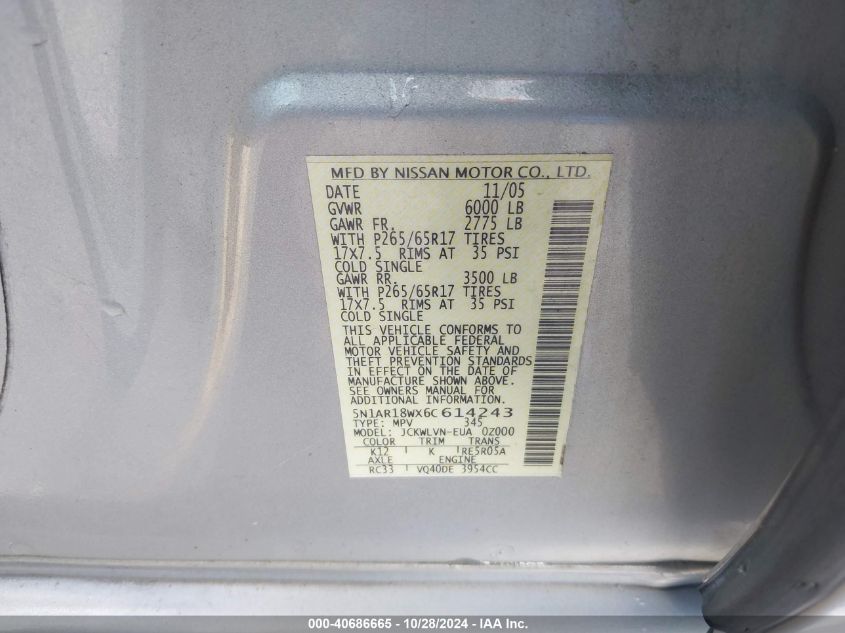 MFD BY NISSAN MOTOR CO., LTD.
DATE 11/05
GVWR 6000 LB
GAWR FR. 2775 LB
WITH P265/65R17 TIRES
17X7.5 RIMS AT 35 PSI
COLD SINGLE
GAWR RR. 3500 LB
WITH P265/65R17 TIRES
17X7.5 RIMS AT 35 PSI
COLD SINGLE
THIS VEHICLE CONFORMS TO
ALL APPLICABLE FEDERAL
MOTOR VEHICLE SAFETY AND
THEFT PREVENTION STANDARDS
IN EFFECT ON THE DATE OF
MANUFACTURE SHOWN ABOVE.
SEE OWNERS MANUAL FOR
ADDITIONAL INFORMATION
5N1AR18WX6C614243
TYPE: MPV 345
MODEL: JCKWLVN-EUA 0Z000
COLOR TRIM TRANS
K12 K RE5R05A
AXLE ENGINE
RC33 VQ40DE 3954CC
000-40686665 - 10/28/2024 - IAA Inc.